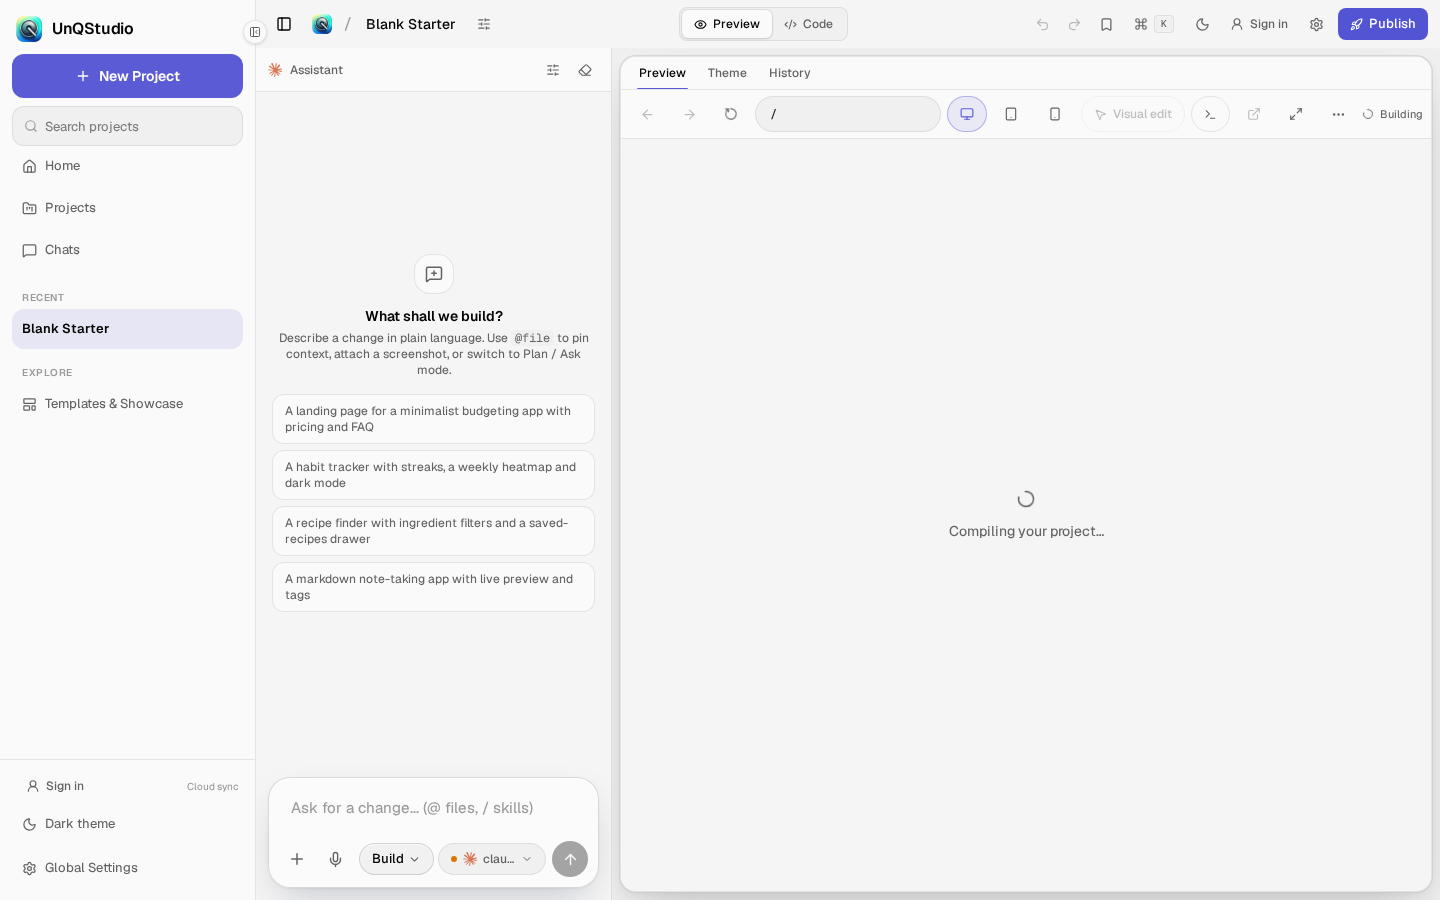 UnQStudio
New Project
Search projects
Home
Projects
Chats
RECENT
Blank Starter
EXPLORE
Templates & Showcase
Sign in
Cloud sync
Dark theme
Global Settings
/ Blank Starter
Preview
Code
⌘ K
Sign in
Publish
Assistant
What shall we build?
Describe a change in plain language. Use @file to pin
context, attach a screenshot, or switch to Plan / Ask
mode.
A landing page for a minimalist budgeting app with
pricing and FAQ
A habit tracker with streaks, a weekly heatmap and
dark mode
A recipe finder with ingredient filters and a saved-
recipes drawer
A markdown note-taking app with live preview and
tags
Ask for a change... (@ files, / skills)
Build
clau...
Preview
Theme
History
/
Visual edit
Building
Compiling your project...